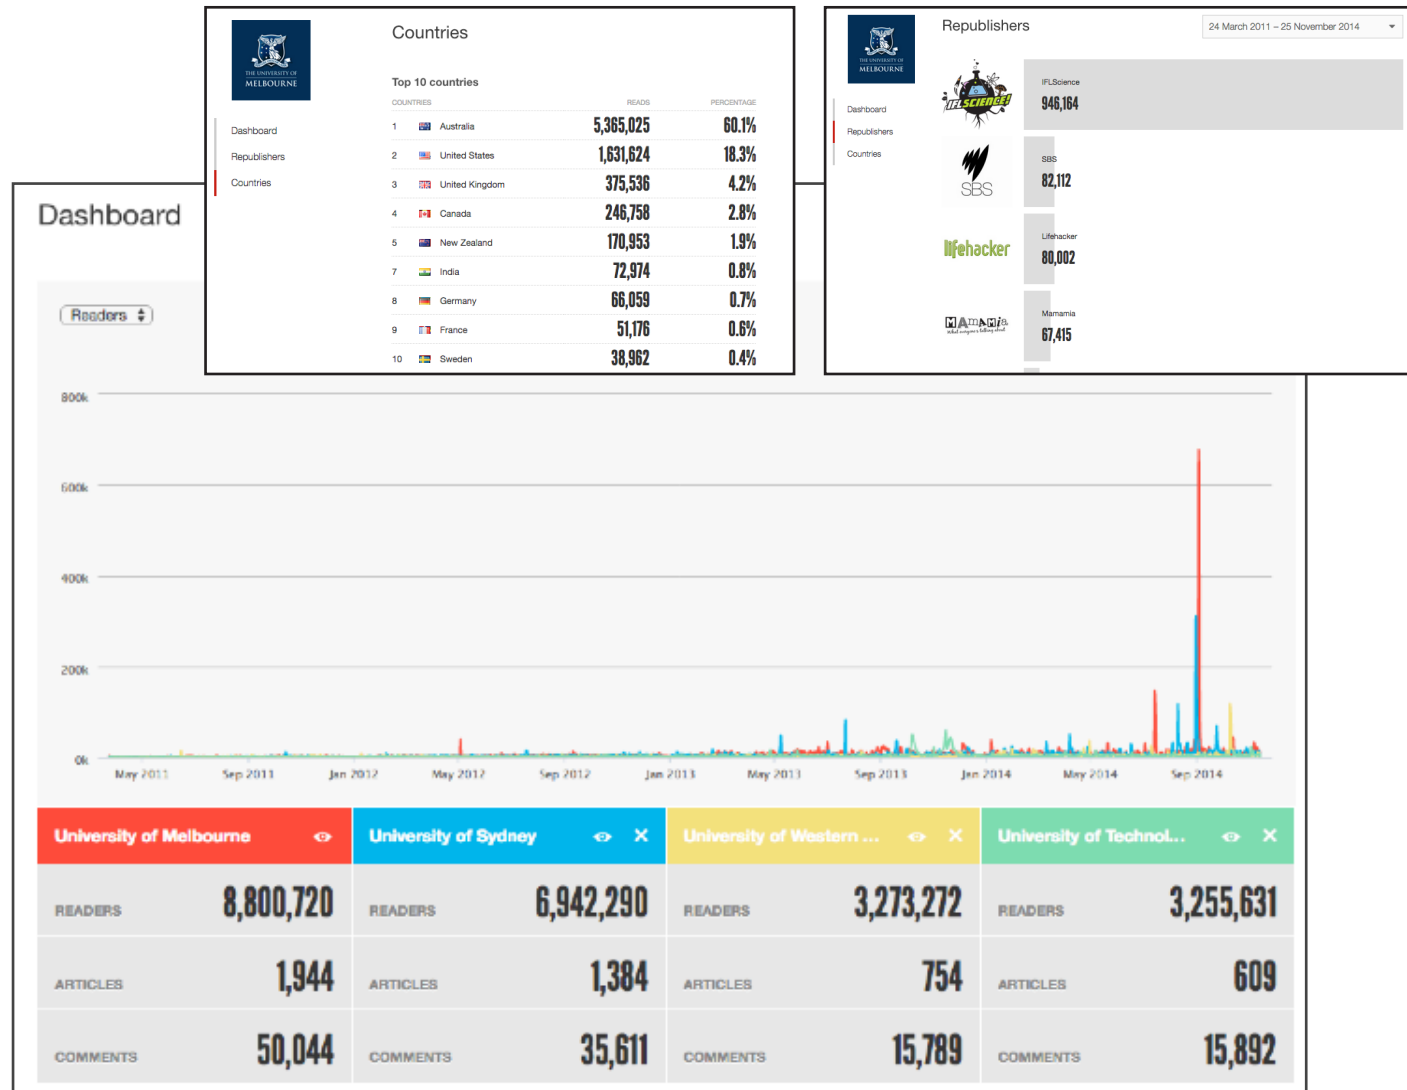 THE UNIVERSITY OF
MELBOURNE
Dashboard
Republishers
Countries
Countries
Top 10 countries
COUNTRIES READS PERCENTAGE
1 Australia 5,365,025 60.1%
2 United States 1,631,624 18.3%
3 United Kingdom 375,536 4.2%
4 Canada 246,758 2.8%
5 New Zealand 170,953 1.9%
7 India 72,974 0.8%
8 Germany 66,059 0.7%
9 France 51,176 0.6%
10 Sweden 38,962 0.4%
THE UNIVERSITY OF
MELBOURNE
Dashboard
Republishers
Countries
Republishers
24 March 2011 – 25 November 2014
IFLSCIENCE!
IFLScience
946,164
SBS
SBS
82,112
lifehacker
Lifehacker
80,002
MAmAMiA
What everyone's talking about
Mamamia
67,415
Dashboard
Readers
800k
600k
400k
200k
0k
May 2011 Sep 2011 Jan 2012 May 2012 Sep 2012 Jan 2013 May 2013 Sep 2013 Jan 2014 May 2014 Sep 2014
University of Melbourne University of Sydney University of Western ... University of Technol...
READERS 8,800,720 READERS 6,942,290 READERS 3,273,272 READERS 3,255,631
ARTICLES 1,944 ARTICLES 1,384 ARTICLES 754 ARTICLES 609
COMMENTS 50,044 COMMENTS 35,611 COMMENTS 15,789 COMMENTS 15,892